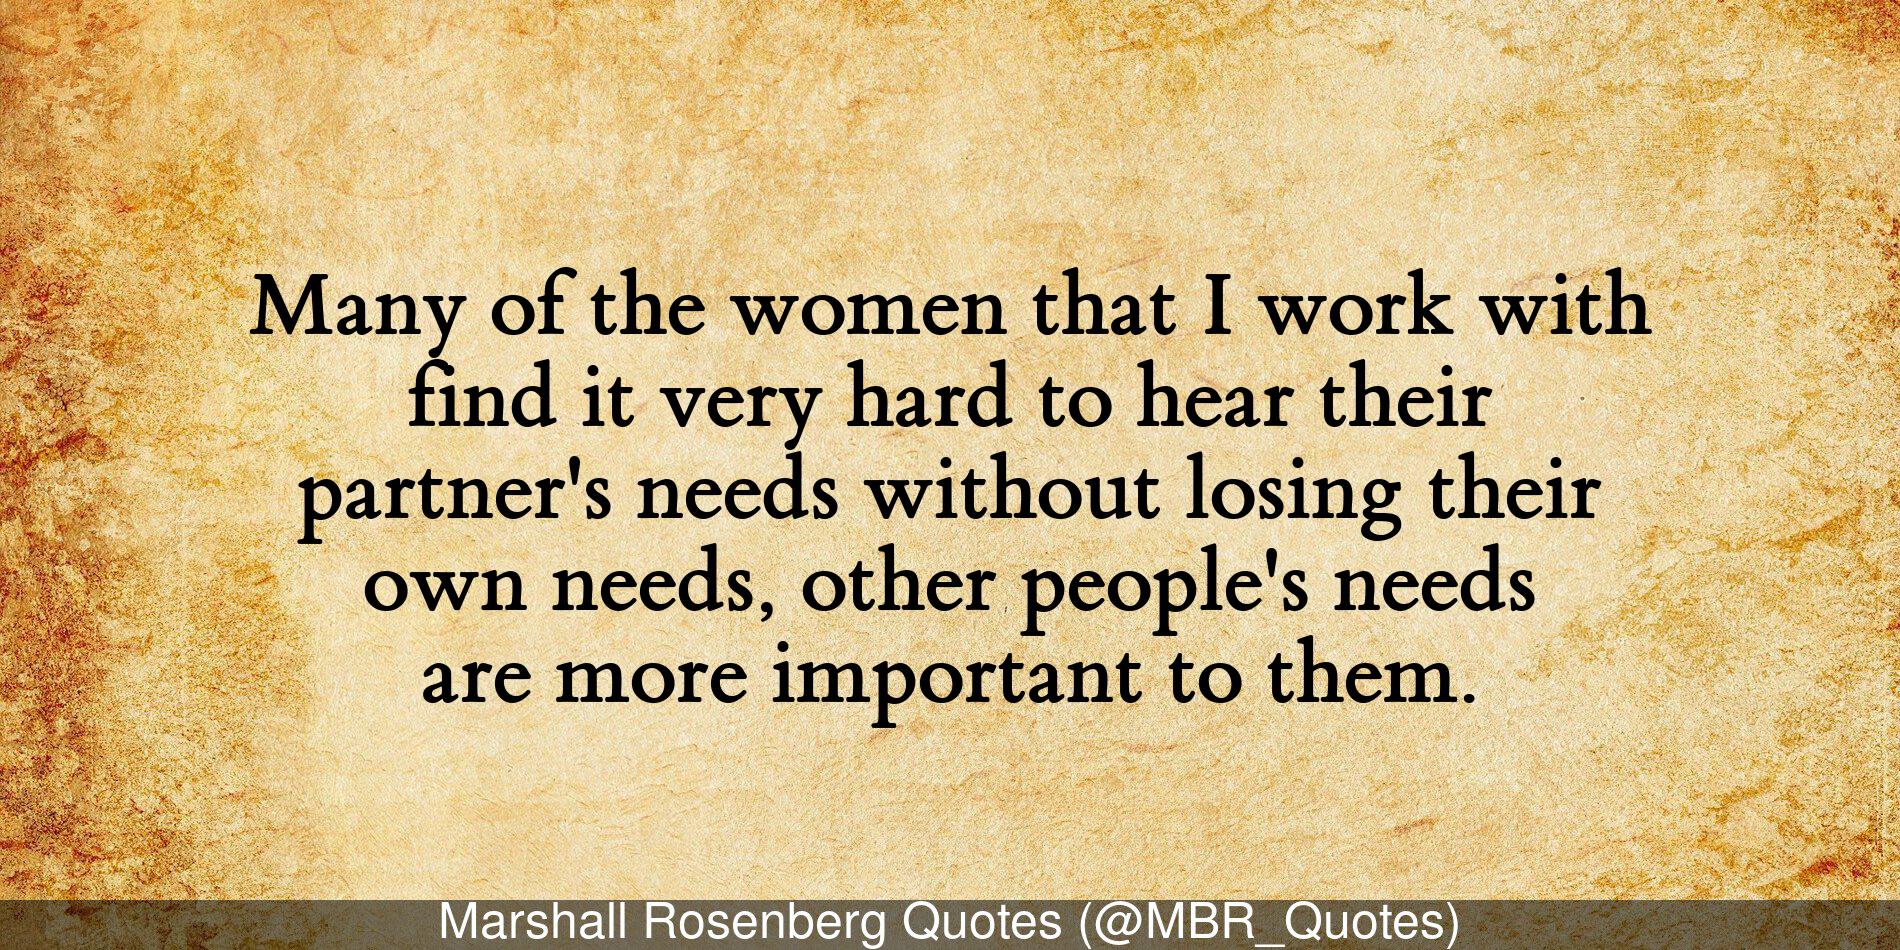 Many of the women that I work with
find it very hard to hear their
partner's needs without losing their
own needs, other people's needs
are more important to them.
Marshall Rosenberg Quotes (@MBR_Quotes)